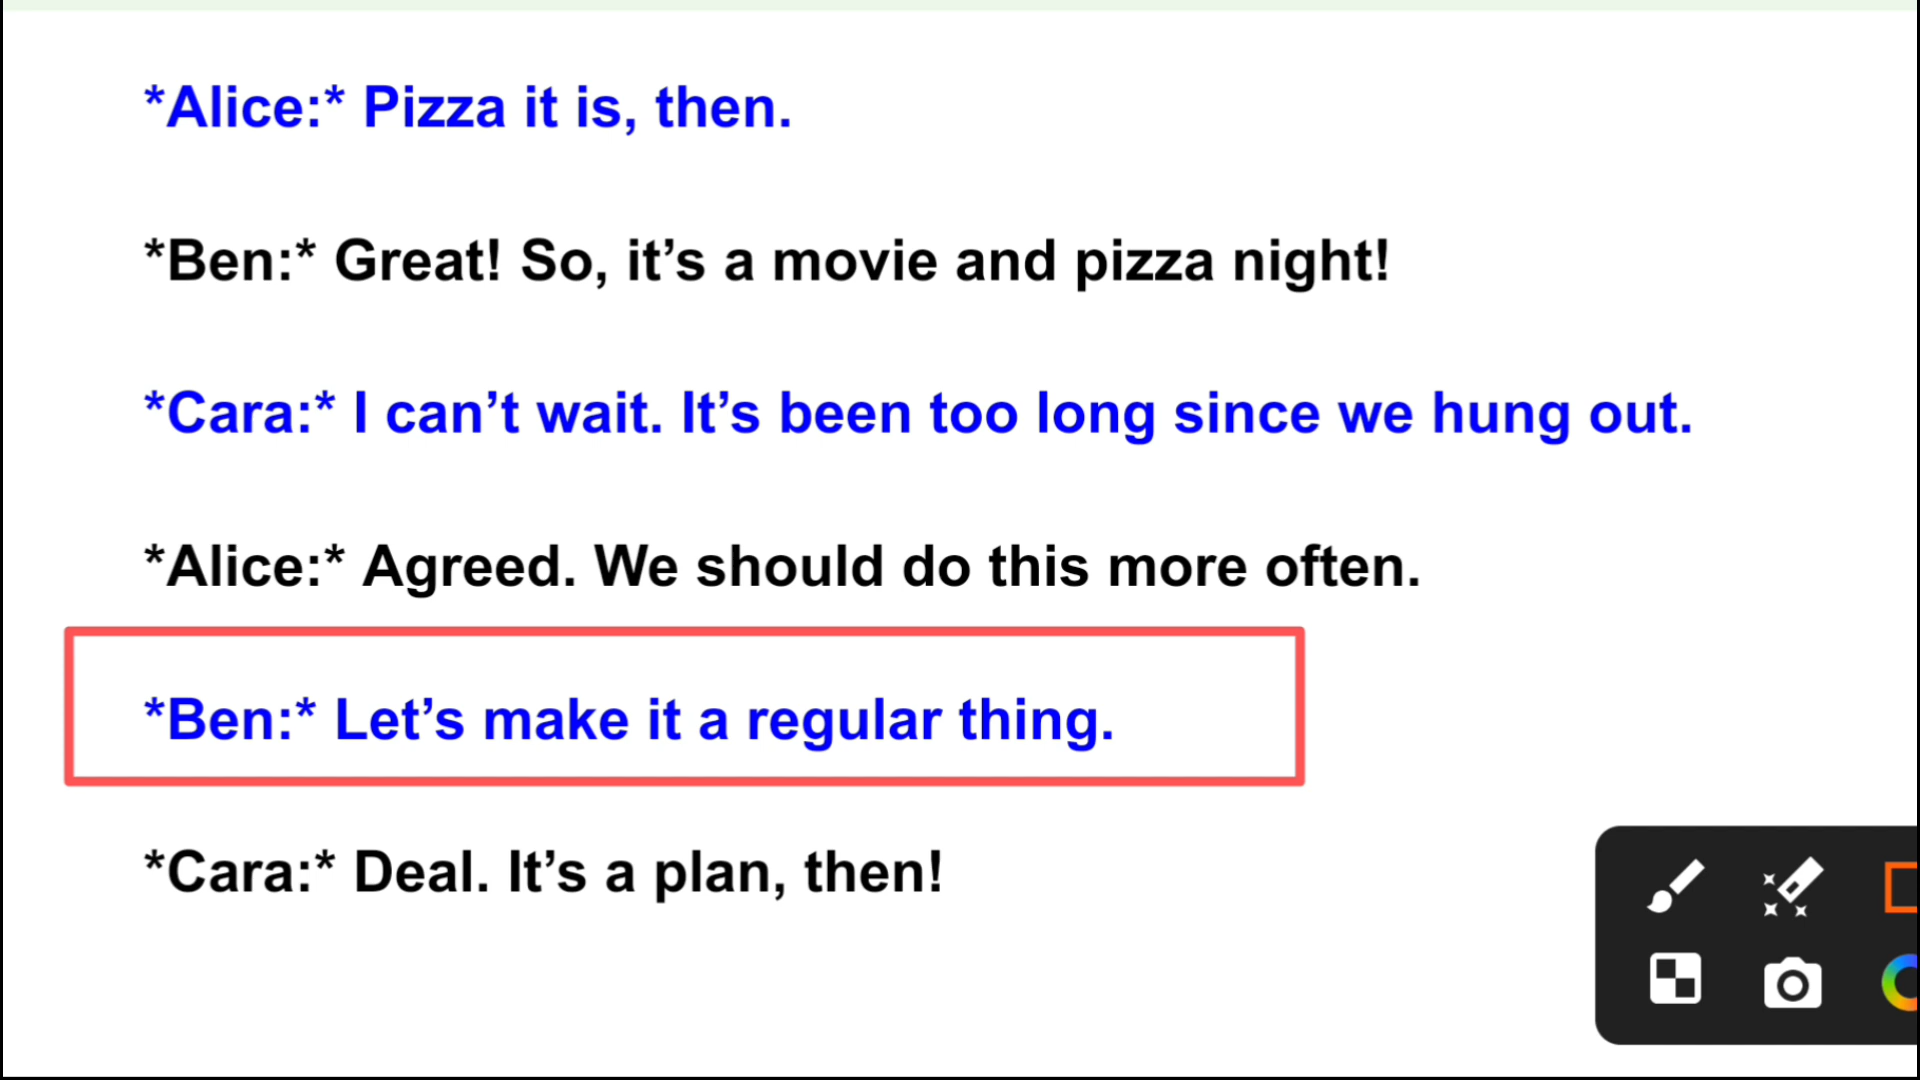 *Alice:* Pizza it is, then.
*Ben:* Great! So, it’s a movie and pizza night!
*Cara:* I can’t wait. It’s been too long since we hung out.
*Alice:* Agreed. We should do this more often.
*Ben:* Let’s make it a regular thing.
*Cara:* Deal. It’s a plan, then!